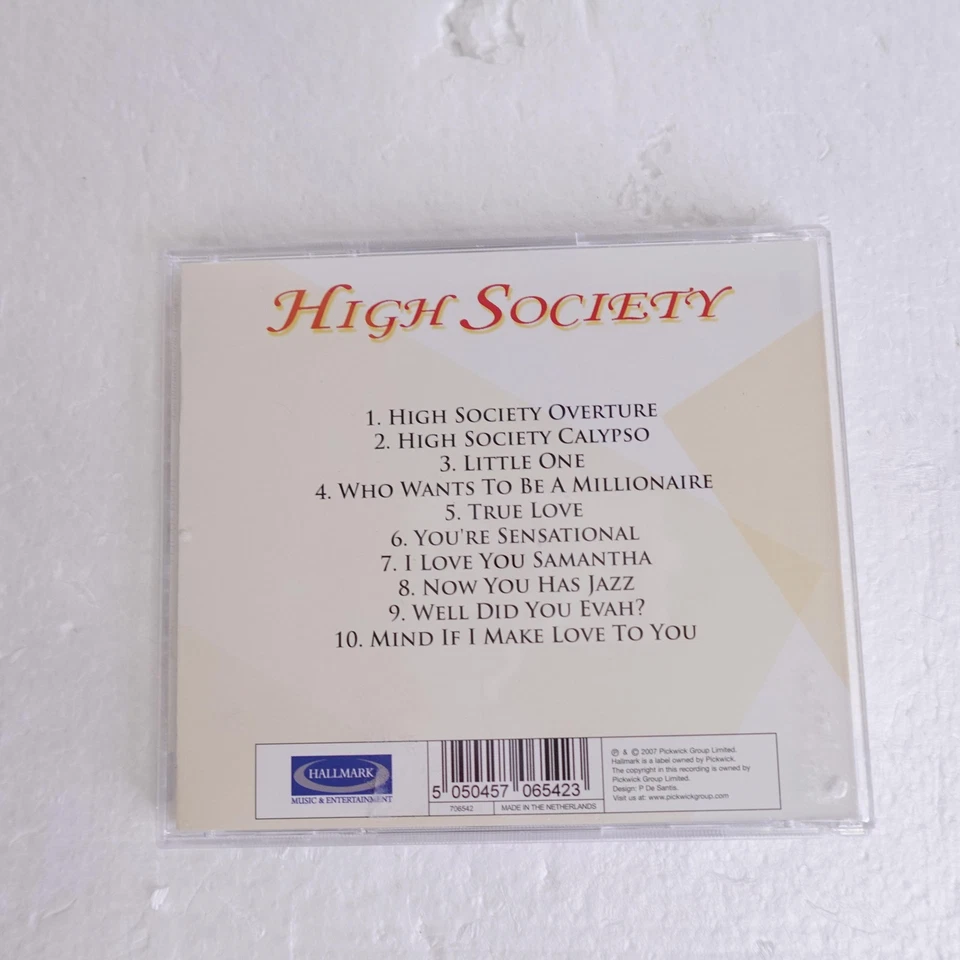 HIGH SOCIETY
1. HIGH SOCIETY OVERTURE
2. HIGH SOCIETY CALYPSO
3. LITTLE ONE
4. WHO WANTS TO BE A MILLIONAIRE
5. TRUE LOVE
6. YOU'RE SENSATIONAL
7. I LOVE YOU SAMANTHA
8. NOW YOU HAS JAZZ
9. WELL DID YOU EVAH?
10. MIND IF I MAKE LOVE TO YOU
HALLMARK
MUSIC & ENTERTAINMENT
5 050457 065423
706542
MADE IN THE NETHERLANDS
℗ & © 2007 Pickwick Group Limited.
Hallmark is a label owned by Pickwick.
The copyright in this recording is owned by
Pickwick Group Limited.
Design: P De Santis.
Visit us at: www.pickwickgroup.com